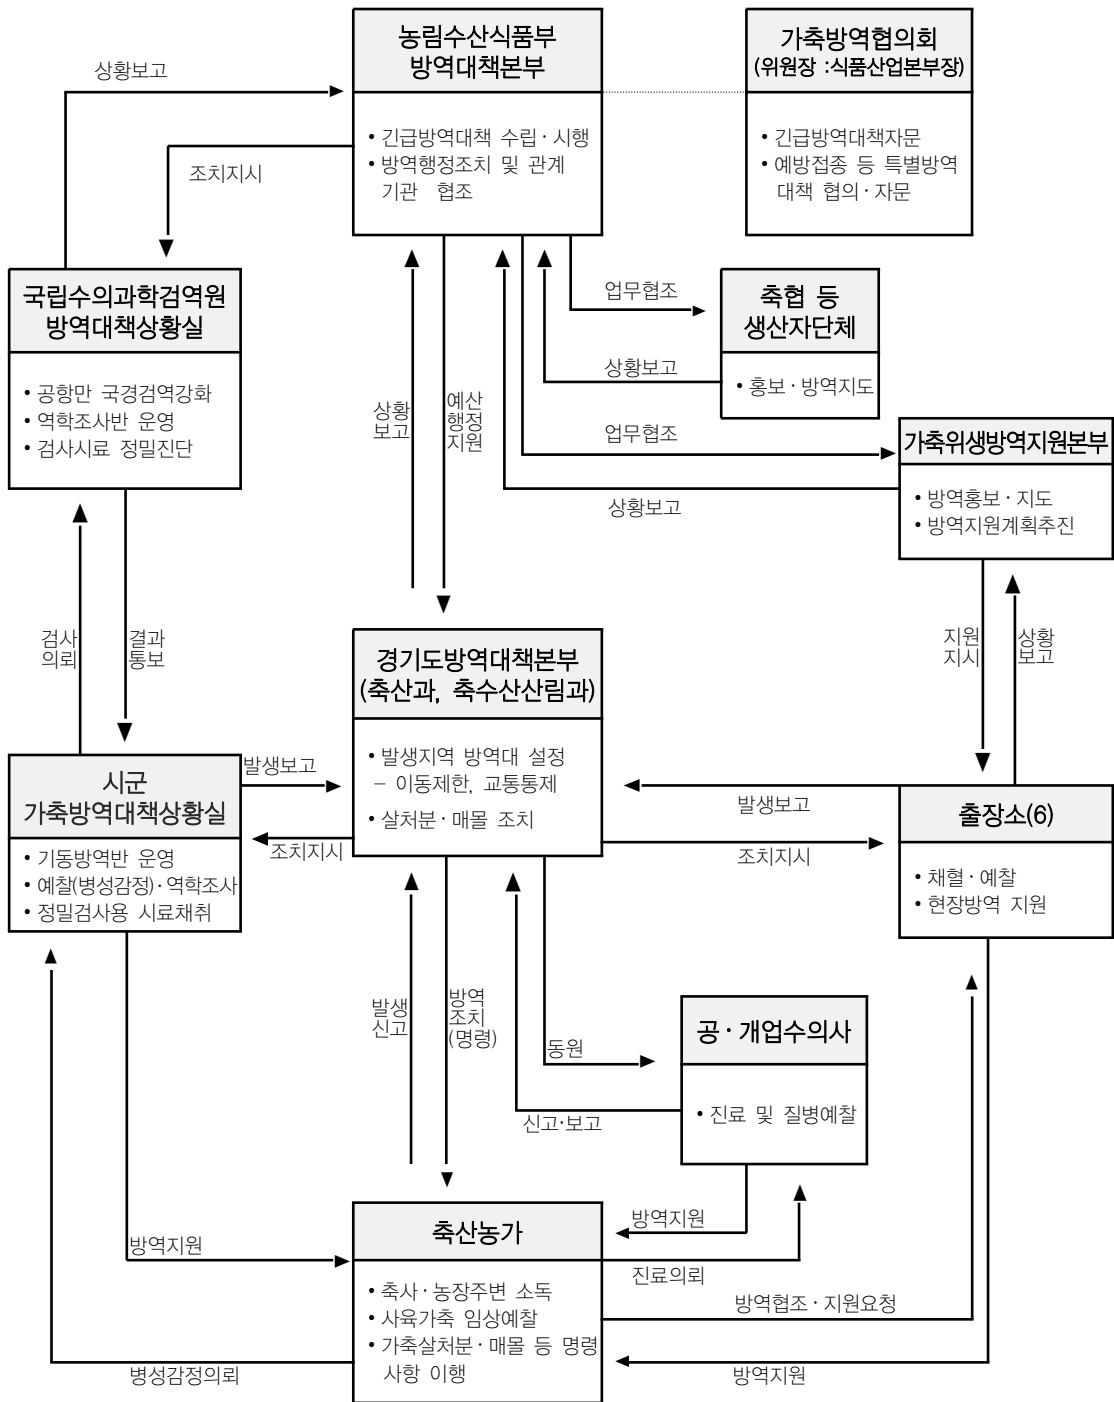 농림수산식품부
방역대책본부
• 긴급방역대책 수립·시행
• 방역행정조치 및 관계
기관 협조
가축방역협의회
(위원장 :식품산업본부장)
• 긴급방역대책자문
• 예방접종 등 특별방역
대책 협의·자문
상황보고
조치지시
국립수의과학검역원
방역대책상황실
• 공항만 국경검역강화
• 역학조사반 운영
• 검사시료 정밀진단
업무협조
상황보고
축협 등
생산자단체
• 홍보·방역지도
상황
보고
예산
행정
지원
업무협조
상황보고
가축위생방역지원본부
• 방역홍보·지도
• 방역지원계획추진
검사
의뢰
결과
통보
지원
지시
상황
보고
경기도방역대책본부
(축산과, 축수산산림과)
• 발생지역 방역대 설정
– 이동제한, 교통통제
• 살처분·매몰 조치
시군
가축방역대책상황실
• 기동방역반 운영
• 예찰(병성감정)·역학조사
• 정밀검사용 시료채취
발생보고
조치지시
발생보고
조치지시
출장소(6)
• 채혈·예찰
• 현장방역 지원
발생
신고
방역
조치
(명령)
동원
신고·보고
공·개업수의사
• 진료 및 질병예찰
방역지원
방역지원
진료의뢰
축산농가
• 축사·농장주변 소독
• 사육가축 임상예찰
• 가축살처분·매몰 등 명령
사항 이행
방역협조·지원요청
병성감정의뢰
방역지원